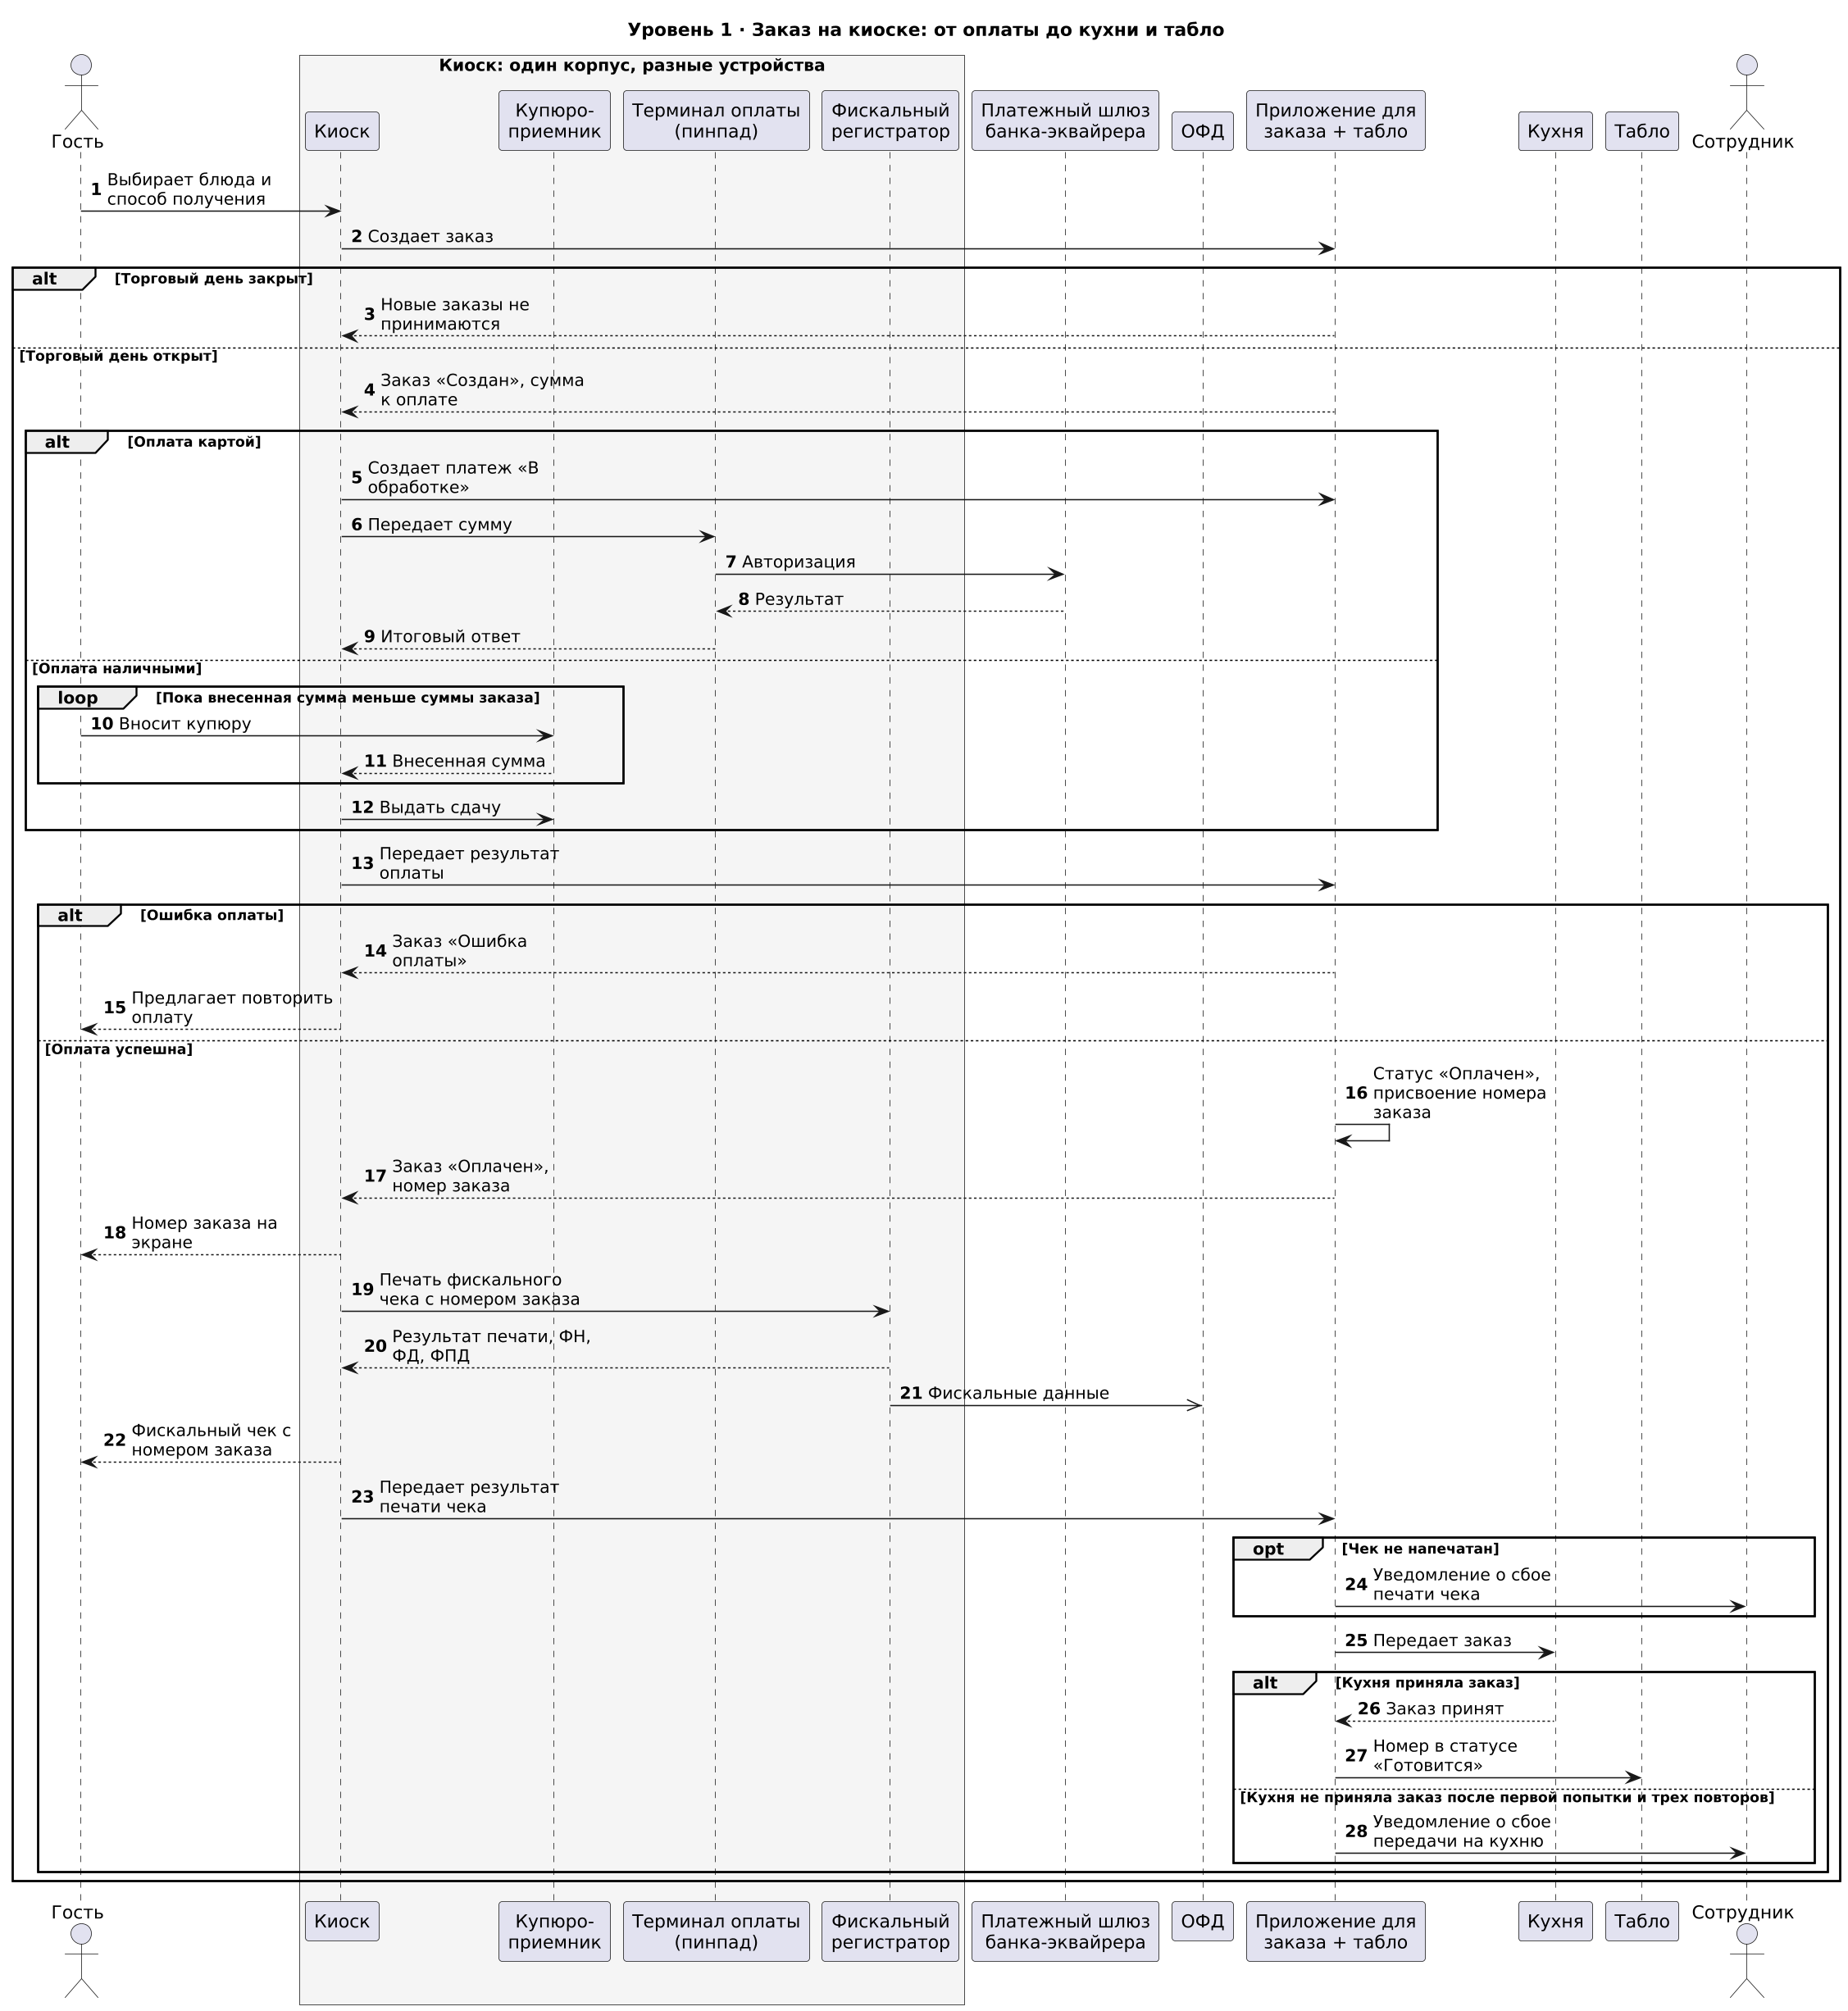 Уровень 1 · Заказ на киоске: от оплаты до кухни и табло
Киоск: один корпус, разные устройства
Гость
Киоск
Купюро-
приемник
Терминал оплаты
(пинпад)
Фискальный
регистратор
Платежный шлюз
банка-эквайрера
ОФД
Приложение для
заказа + табло
Кухня
Табло
Сотрудник
1 Выбирает блюда и
способ получения
2 Создает заказ
alt [Торговый день закрыт]
3 Новые заказы не
принимаются
[Торговый день открыт]
4 Заказ «Создан», сумма
к оплате
alt [Оплата картой]
5 Создает платеж «В
обработке»
6 Передает сумму
7 Авторизация
8 Результат
9 Итоговый ответ
[Оплата наличными]
loop [Пока внесенная сумма меньше суммы заказа]
10 Вносит купюру
11 Внесенная сумма
12 Выдать сдачу
13 Передает результат
оплаты
alt [Ошибка оплаты]
14 Заказ «Ошибка
оплаты»
15 Предлагает повторить
оплату
[Оплата успешна]
16 Статус «Оплачен»,
присвоение номера
заказа
17 Заказ «Оплачен»,
номер заказа
18 Номер заказа на
экране
19 Печать фискального
чека с номером заказа
20 Результат печати, ФН,
ФД, ФПД
21 Фискальные данные
22 Фискальный чек с
номером заказа
23 Передает результат
печати чека
opt [Чек не напечатан]
24 Уведомление о сбое
печати чека
25 Передает заказ
alt [Кухня приняла заказ]
26 Заказ принят
27 Номер в статусе
«Готовится»
[Кухня не приняла заказ после первой попытки и трех повторов]
28 Уведомление о сбое
передачи на кухню
Гость
Киоск
Купюро-
приемник
Терминал оплаты
(пинпад)
Фискальный
регистратор
Платежный шлюз
банка-эквайрера
ОФД
Приложение для
заказа + табло
Кухня
Табло
Сотрудник